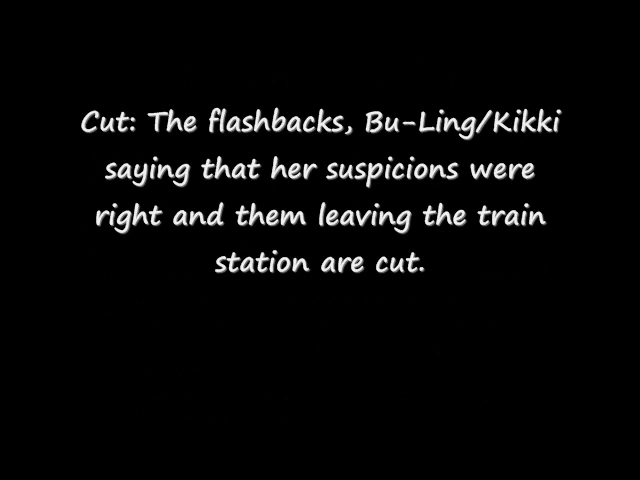 Cut: The flashbacks, Bu-Ling/Kikki
saying that her suspicions were
right and them leaving the train
station are cut.